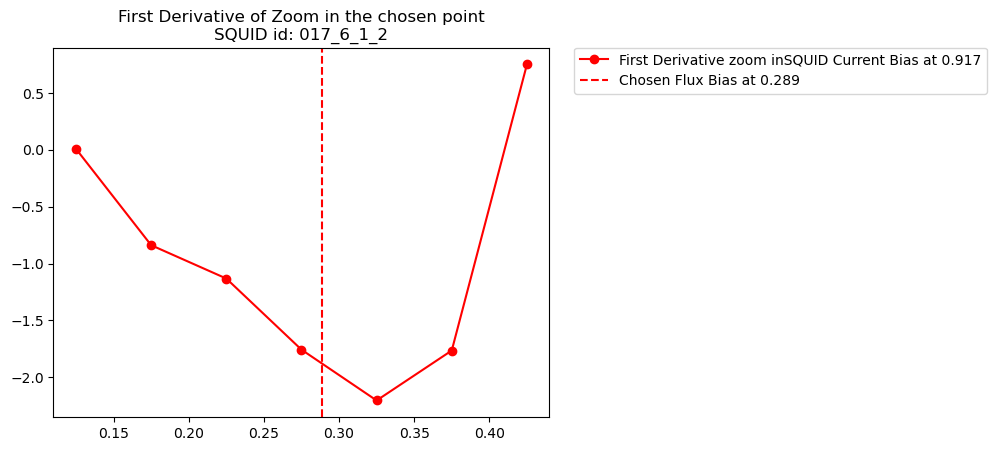 First Derivative of Zoom in the chosen point
SQUID id: 017_6_1_2
First Derivative zoom inSQUID Current Bias at 0.917
Chosen Flux Bias at 0.289
0.5
0.0
−0.5
−1.0
−1.5
−2.0
0.15 0.20 0.25 0.30 0.35 0.40